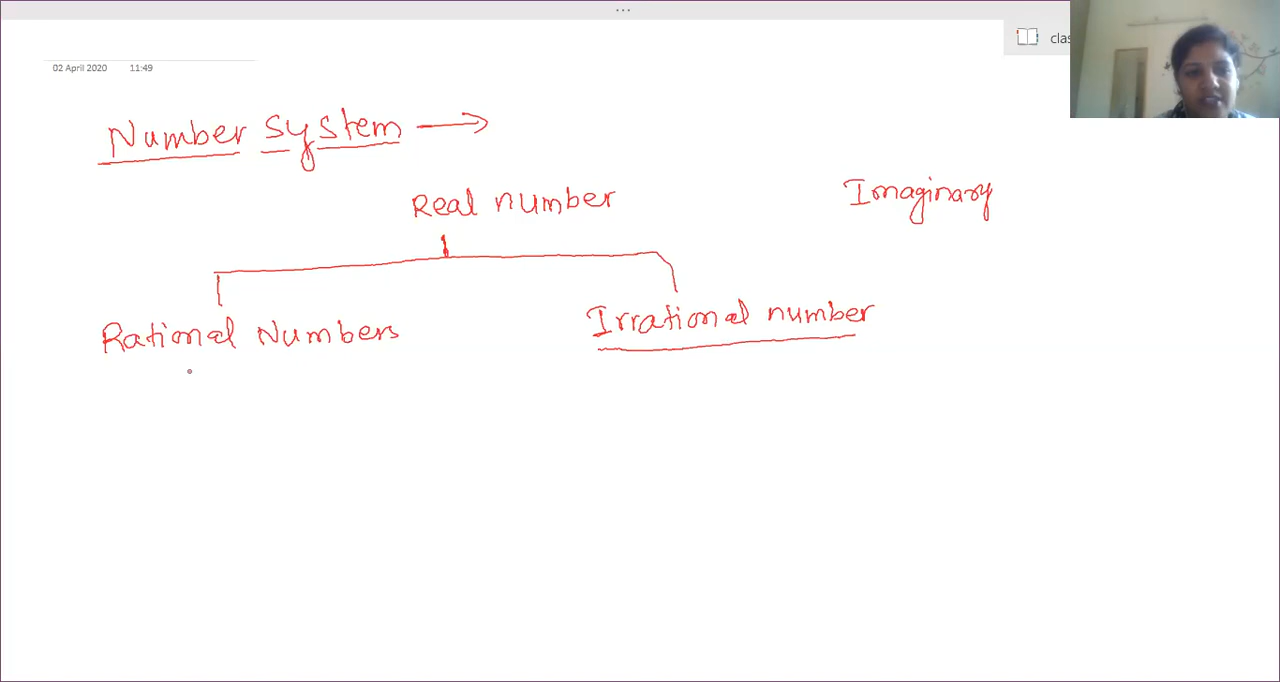 ...
clas
02 April 2020 11:49
Number system →
Real number
Imaginary
Rational Numbers
Irrational number